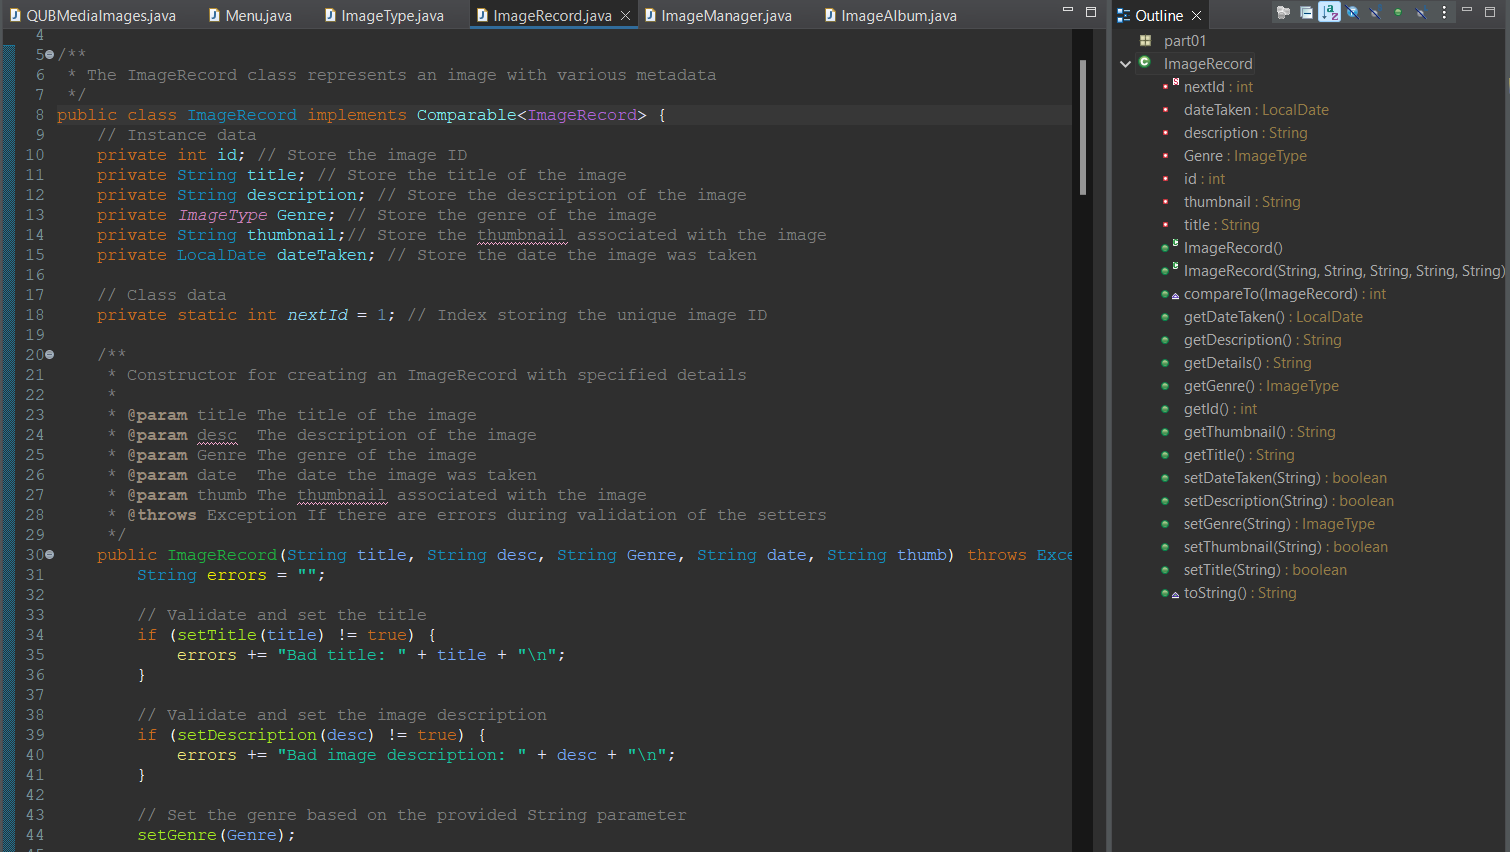 QUBMediaImages.java Menu.java ImageType.java ImageRecord.java ImageManager.java ImageAlbum.java
4
5 /**
6  * The ImageRecord class represents an image with various metadata
7  */
8 public class ImageRecord implements Comparable<ImageRecord> {
9     // Instance data
10     private int id; // Store the image ID
11     private String title; // Store the title of the image
12     private String description; // Store the description of the image
13     private ImageType Genre; // Store the genre of the image
14     private String thumbnail;// Store the thumbnail associated with the image
15     private LocalDate dateTaken; // Store the date the image was taken
16
17     // Class data
18     private static int nextId = 1; // Index storing the unique image ID
19
20     /**
21      * Constructor for creating an ImageRecord with specified details
22      *
23      * @param title The title of the image
24      * @param desc  The description of the image
25      * @param Genre The genre of the image
26      * @param date  The date the image was taken
27      * @param thumb The thumbnail associated with the image
28      * @throws Exception If there are errors during validation of the setters
29      */
30     public ImageRecord(String title, String desc, String Genre, String date, String thumb) throws Exce
31         String errors = "";
32
33         // Validate and set the title
34         if (setTitle(title) != true) {
35             errors += "Bad title: " + title + "\n";
36         }
37
38         // Validate and set the image description
39         if (setDescription(desc) != true) {
40             errors += "Bad image description: " + desc + "\n";
41         }
42
43         // Set the genre based on the provided String parameter
44         setGenre(Genre);
Outline
part01
ImageRecord
nextId : int
dateTaken : LocalDate
description : String
Genre : ImageType
id : int
thumbnail : String
title : String
ImageRecord()
ImageRecord(String, String, String, String, String)
compareTo(ImageRecord) : int
getDateTaken() : LocalDate
getDescription() : String
getDetails() : String
getGenre() : ImageType
getId() : int
getThumbnail() : String
getTitle() : String
setDateTaken(String) : boolean
setDescription(String) : boolean
setGenre(String) : ImageType
setThumbnail(String) : boolean
setTitle(String) : boolean
toString() : String